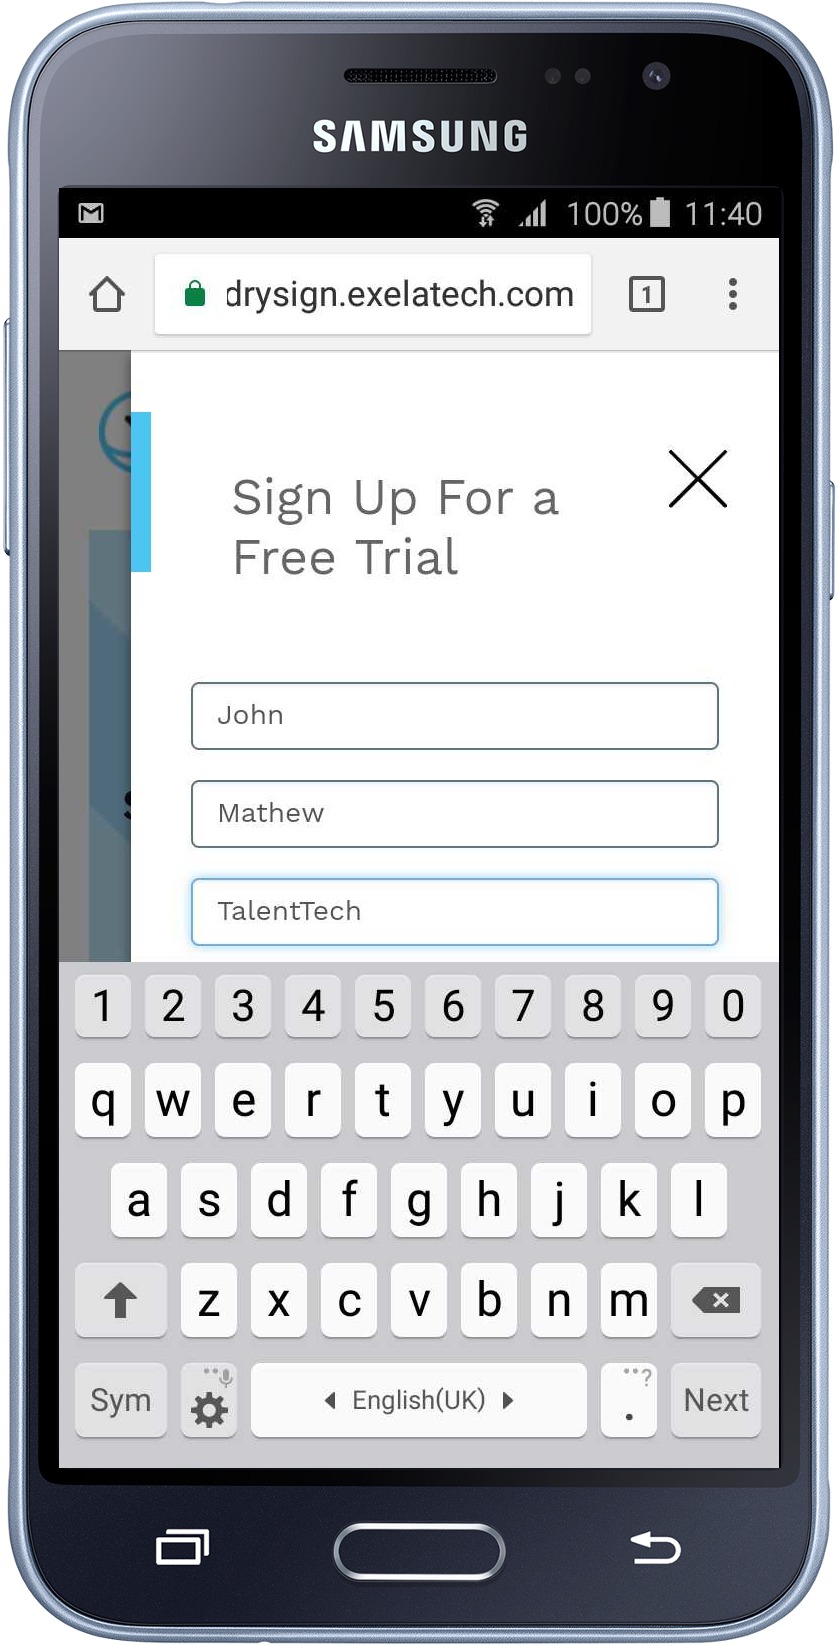 SAMSUNG
100% 11:40
drysign.exelatech.com 1
Sign Up For a
Free Trial
John
Mathew
TalentTech
1 2 3 4 5 6 7 8 9 0
q w e r t y u i o p
a s d f g h j k l
z x c v b n m
Sym English(UK) . ? Next